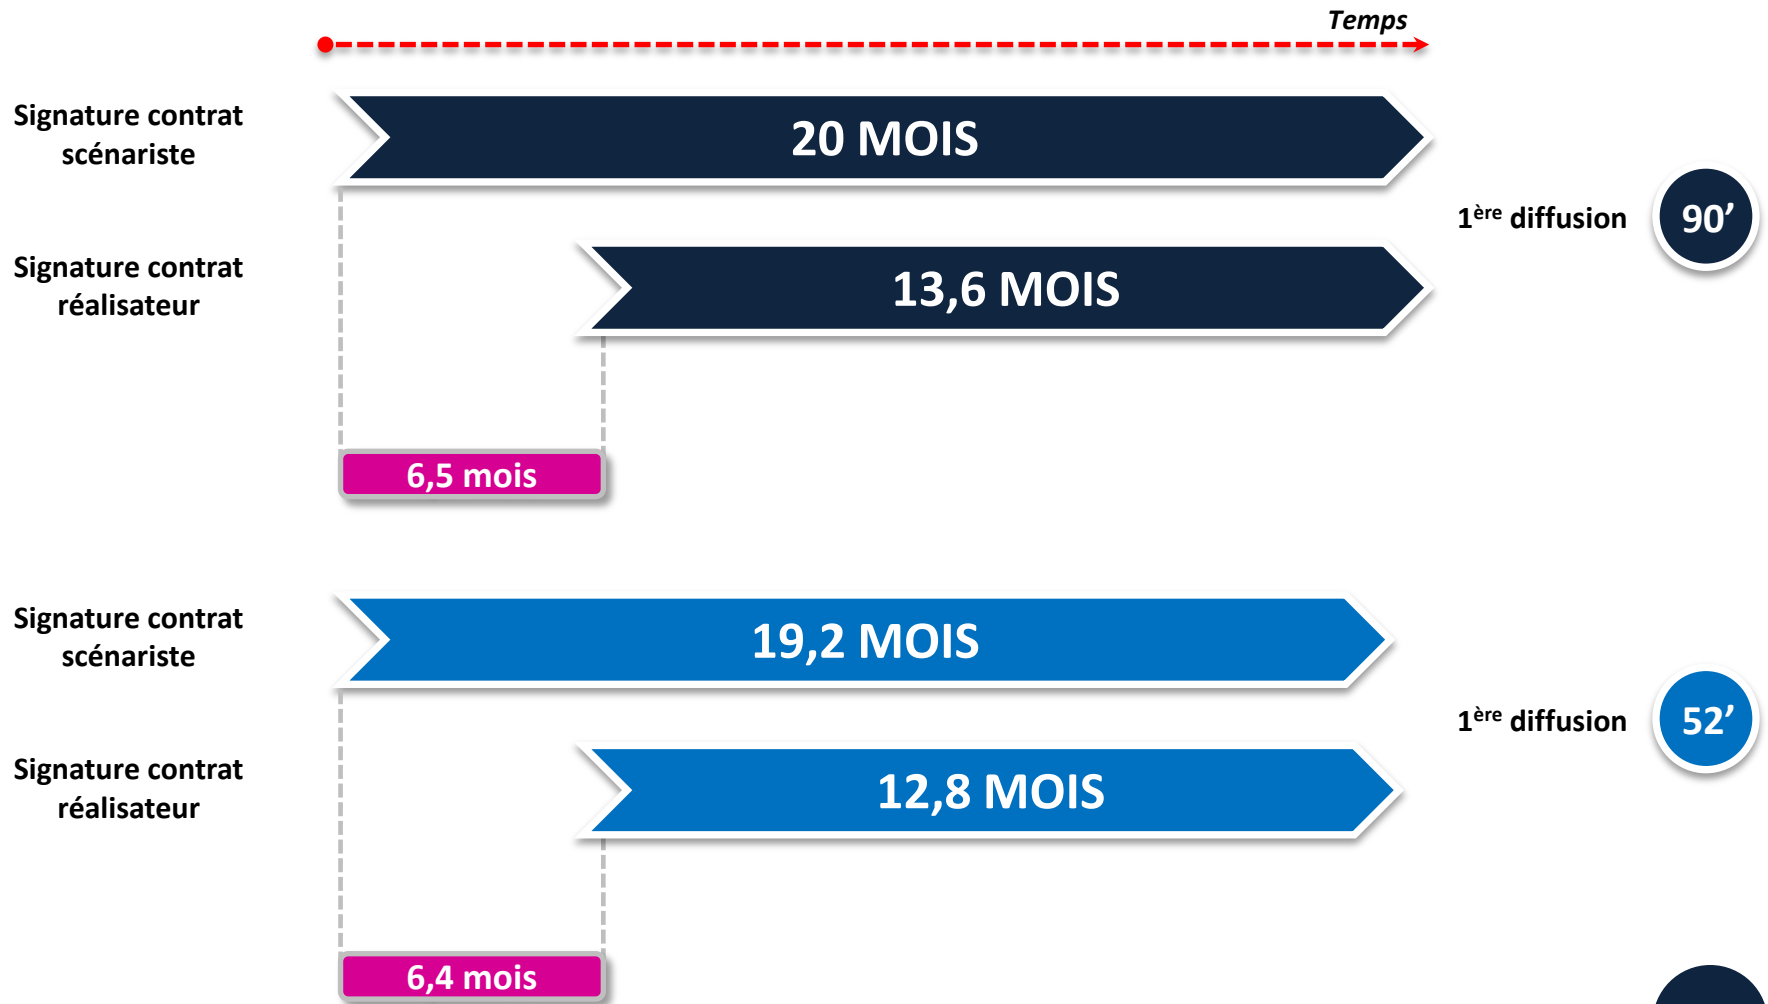 Temps
Signature contrat
scénariste
20 MOIS
1ère diffusion
90’
Signature contrat
réalisateur
13,6 MOIS
6,5 mois
Signature contrat
scénariste
19,2 MOIS
1ère diffusion
52’
Signature contrat
réalisateur
12,8 MOIS
6,4 mois